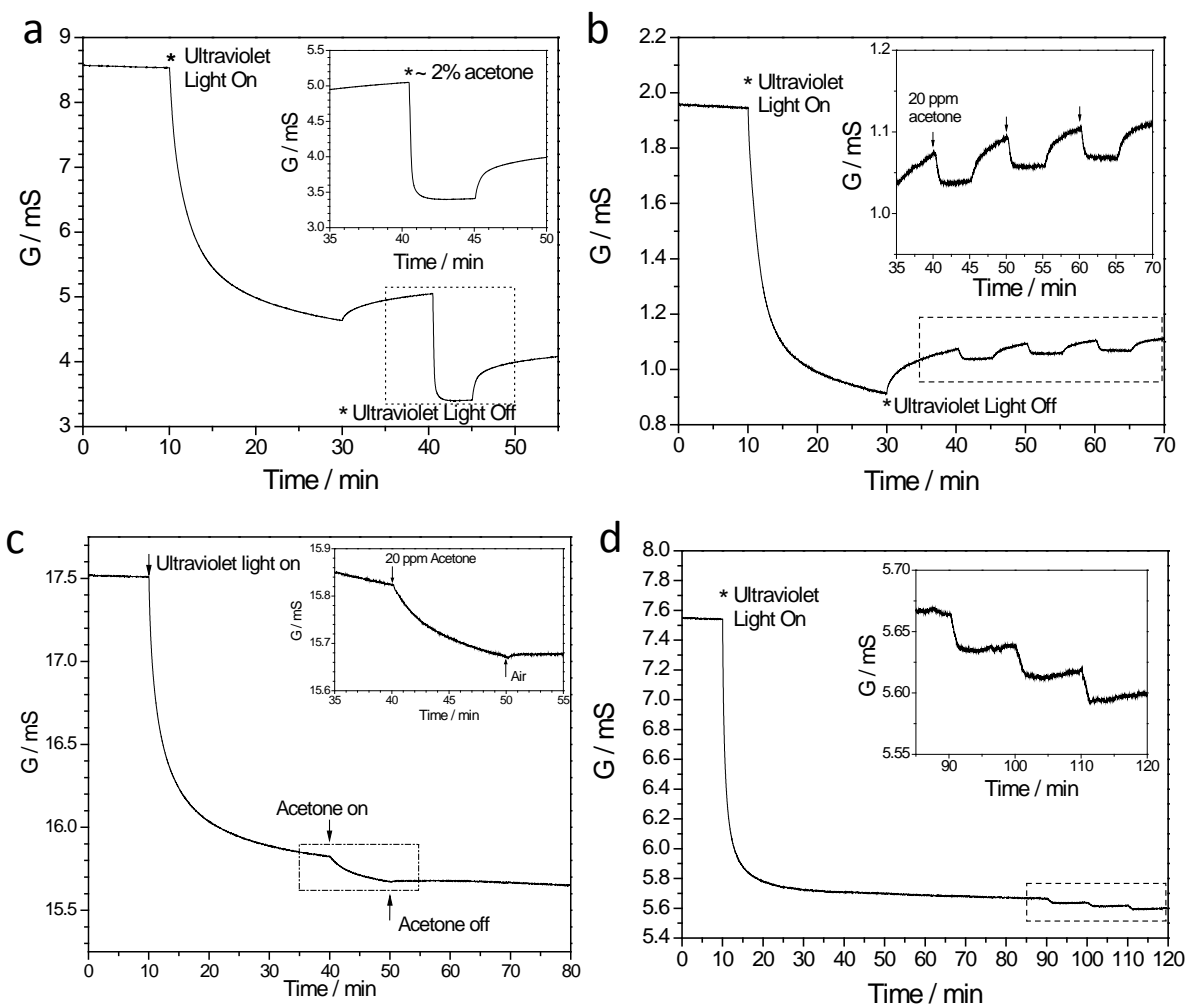 a
9
8
7
6
5
4
3
G / mS
0 10 20 30 40 50
Time / min
* Ultraviolet
Light On
* Ultraviolet Light Off
5.5
5.0
4.5
4.0
3.5
3.0
G / mS
35 40 45 50
Time / min
*~ 2% acetone
b
2.2
2.0
1.8
1.6
1.4
1.2
1.0
0.8
G / mS
0 10 20 30 40 50 60 70
Time / min
* Ultraviolet
Light On
*Ultraviolet Light Off
1.2
1.1
1.0
G / mS
35 40 45 50 55 60 65 70
Time / min
20 ppm
acetone
c
17.5
17.0
16.5
16.0
15.5
G / mS
0 10 20 30 40 50 60 70 80
Time / min
Ultraviolet light on
Acetone on
Acetone off
15.9
15.8
15.7
15.6
G / mS
35 40 45 50 55
Time / min
20 ppm Acetone
Air
d
8.0
7.8
7.6
7.4
7.2
7.0
6.8
6.6
6.4
6.2
6.0
5.8
5.6
5.4
G / mS
0 10 20 30 40 50 60 70 80 90 100 110 120
Time / min
* Ultraviolet
Light On
5.70
5.65
5.60
5.55
G / mS
90 100 110 120
Time / min